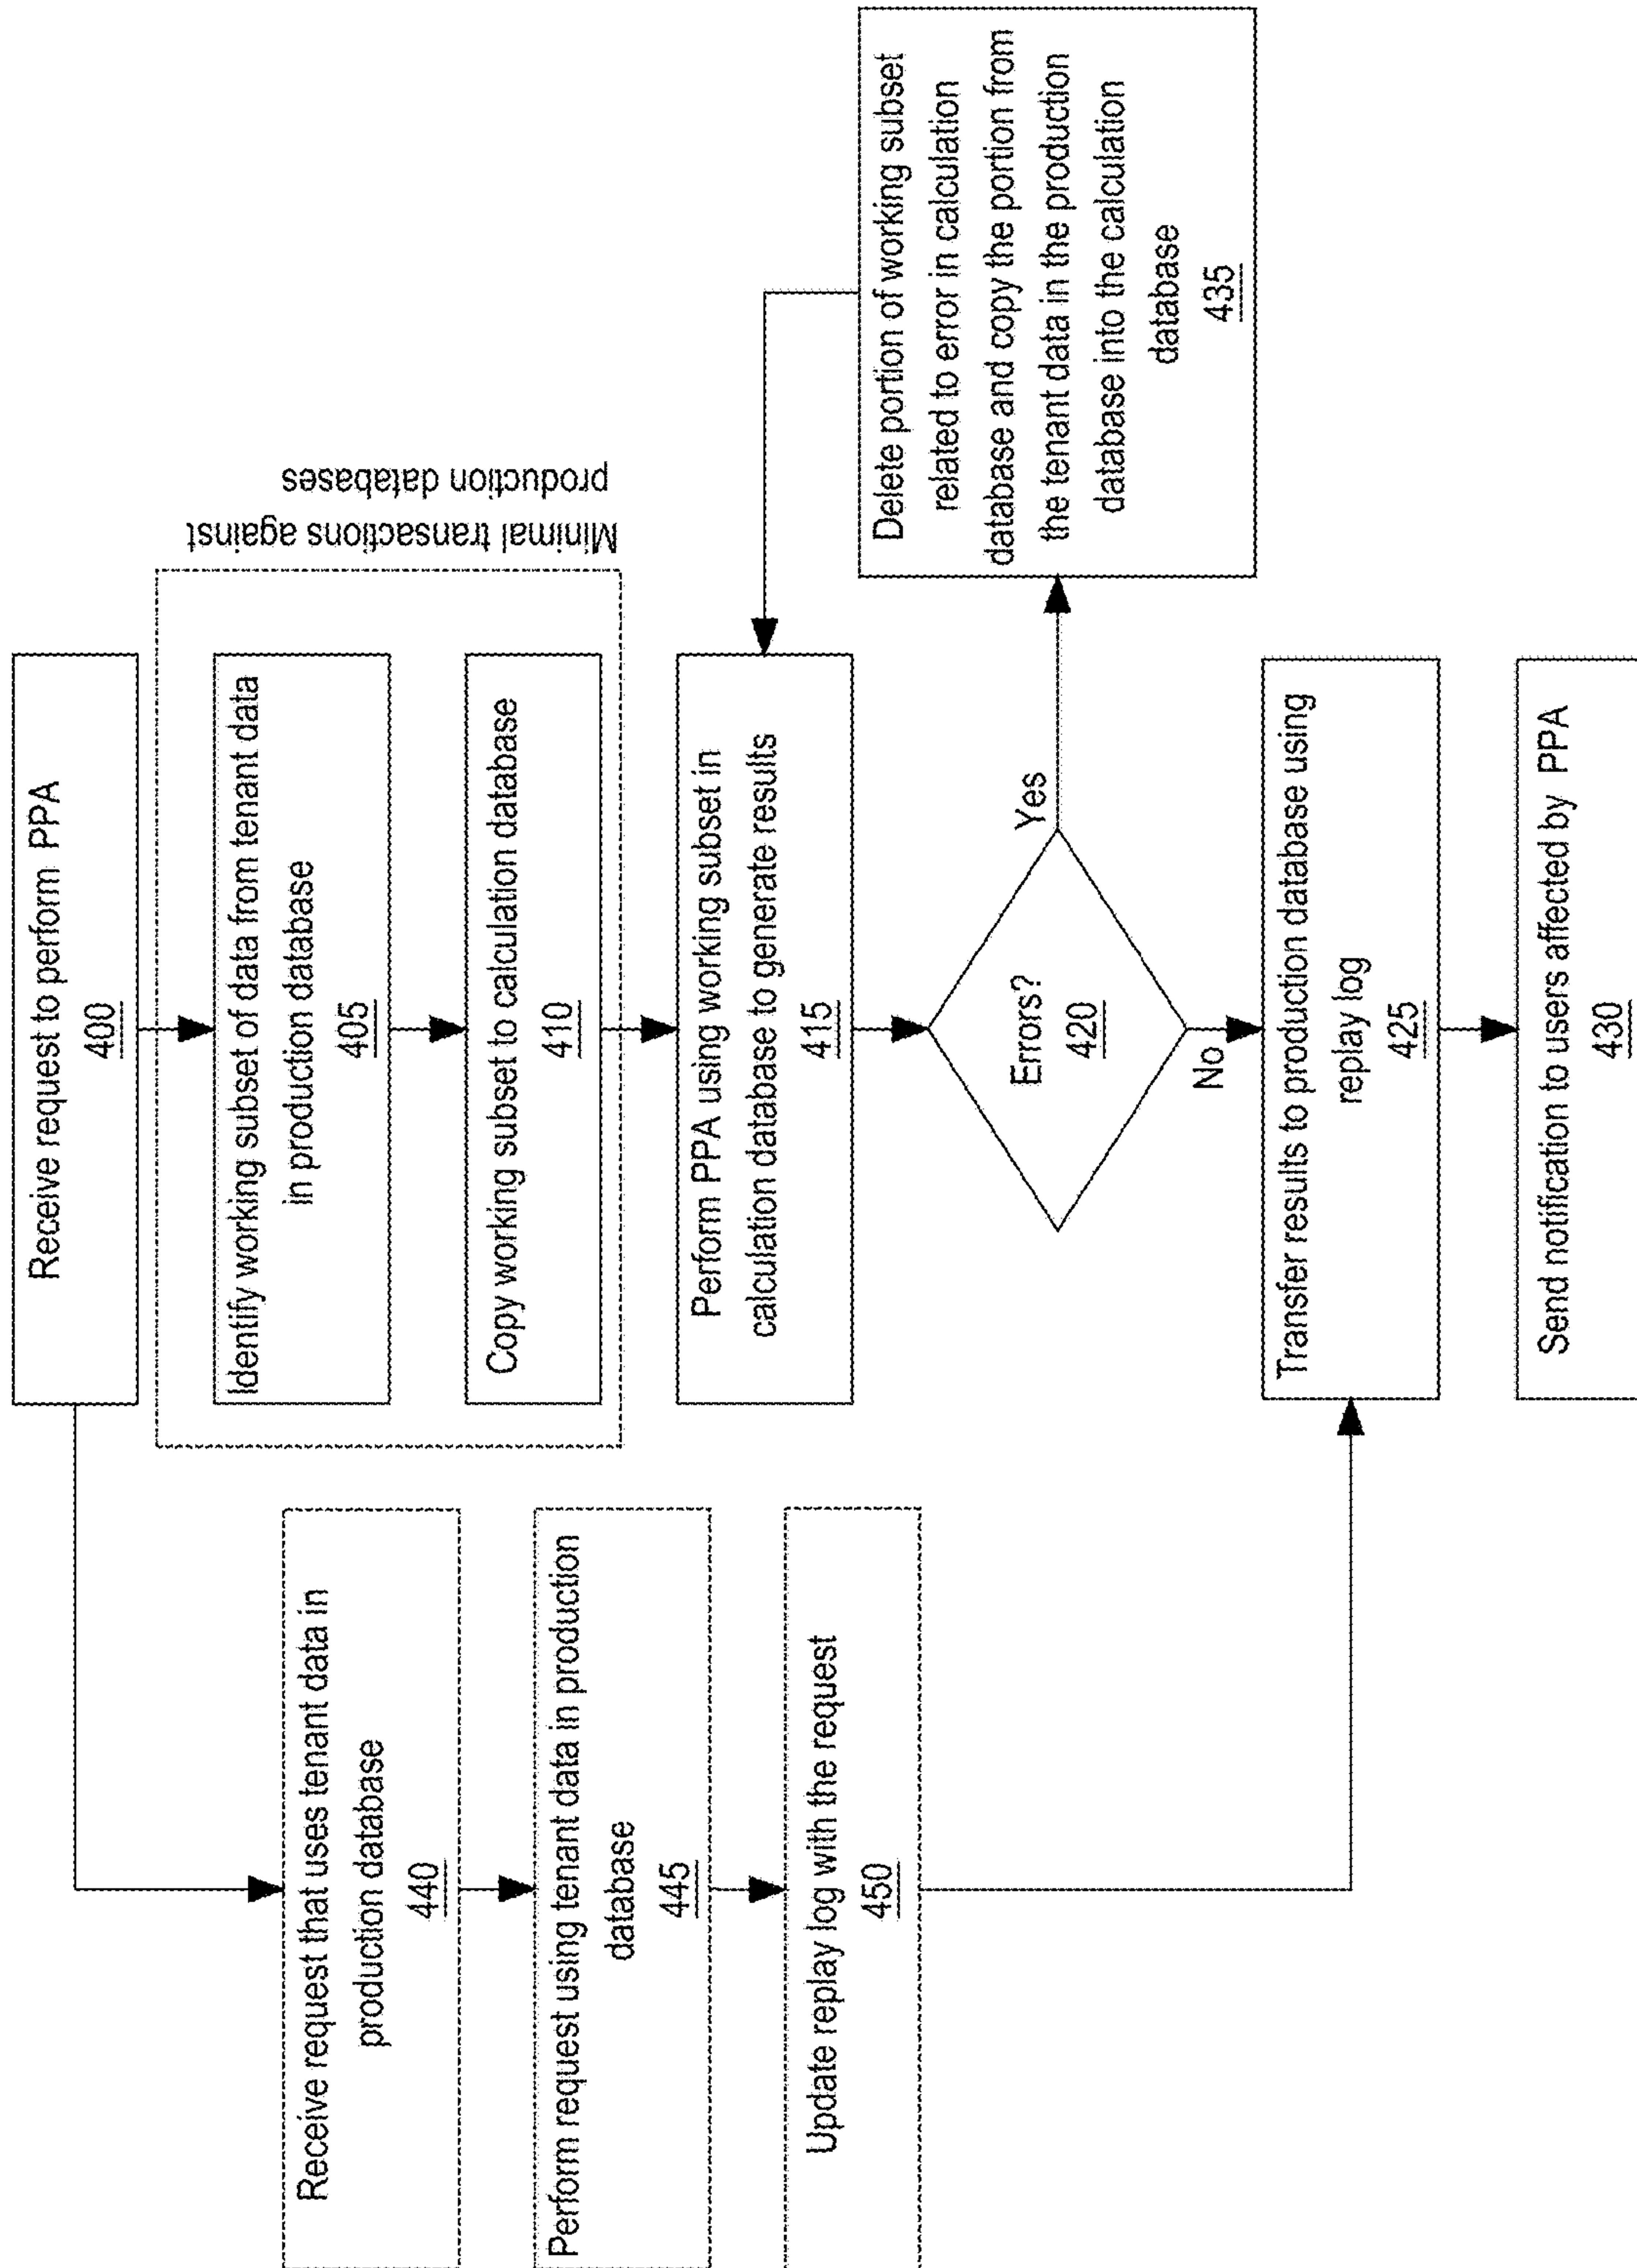 Receive request to perform PPA
400
Minimal transactions against
production databases
Identify working subset of data from tenant data
in production database
405
Copy working subset to calculation database
410
Perform PPA using working subset in
calculation database to generate results
415
Errors?
420
Yes
No
Delete portion of working subset
related to error in calculation
database and copy the portion from
the tenant data in the production
database into the calculation
database
435
Transfer results to production database using
replay log
425
Send notification to users affected by PPA
430
Receive request that uses tenant data in
production database
440
Perform request using tenant data in production
database
445
Update replay log with the request
450